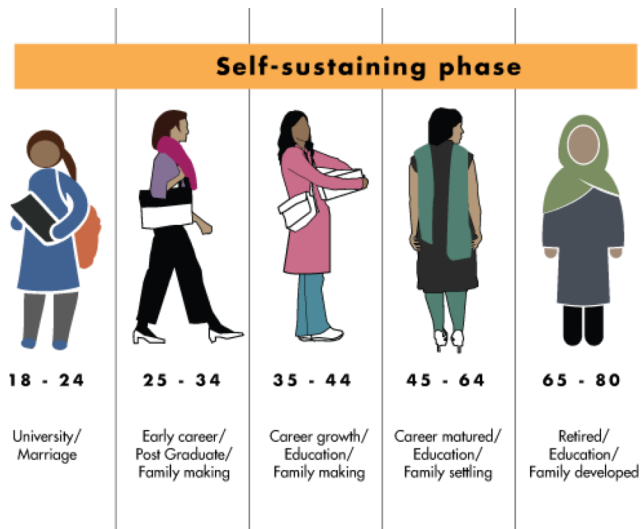 Self-sustaining phase
18 - 24
25 - 34
35 - 44
45 - 64
65 - 80
University/
Marriage
Early career/
Post Graduate/
Family making
Career growth/
Education/
Family making
Career matured/
Education/
Family settling
Retired/
Education/
Family developed